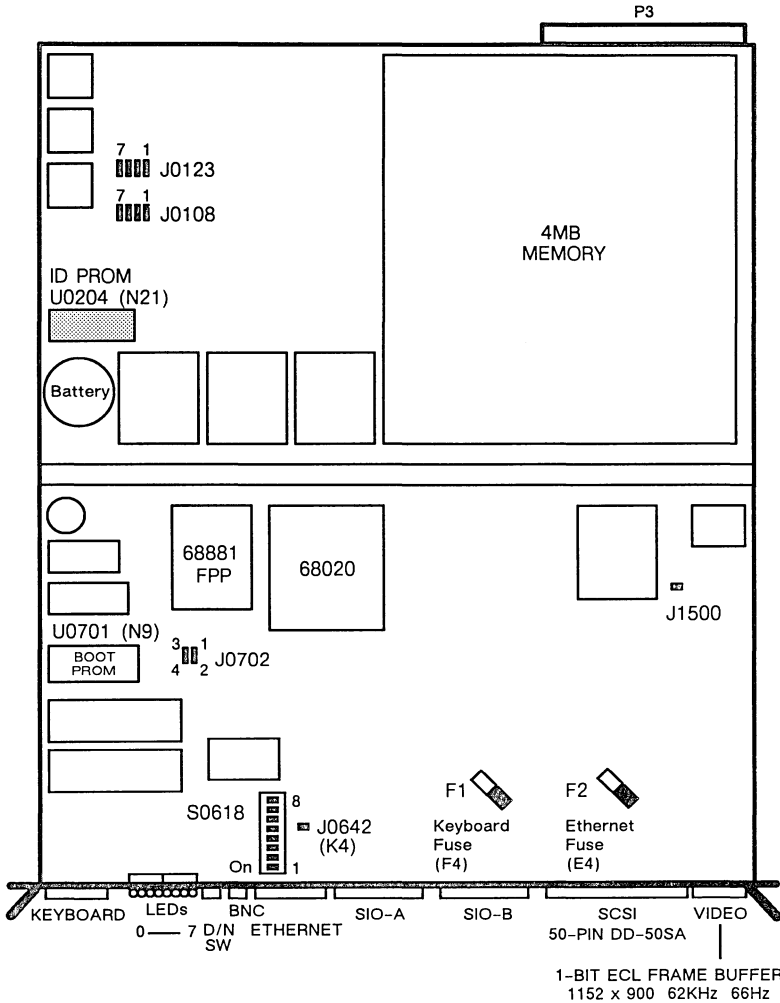 P3
7 1
J0123
7 1
J0108
4MB
MEMORY
ID PROM
U0204 (N21)
Battery
68881
FPP
68020
J1500
U0701 (N9)
BOOT
PROM
3 1
J0702
4 2
S0618
8
J0642
(K4)
On 1
F1
Keyboard
Fuse
(F4)
F2
Ethernet
Fuse
(E4)
KEYBOARD
LEDs
0 — 7
D/N
SW
BNC
ETHERNET
SIO-A
SIO-B
SCSI
50-PIN DD-50SA
VIDEO
1-BIT ECL FRAME BUFFER
1152 x 900 62KHz 66Hz